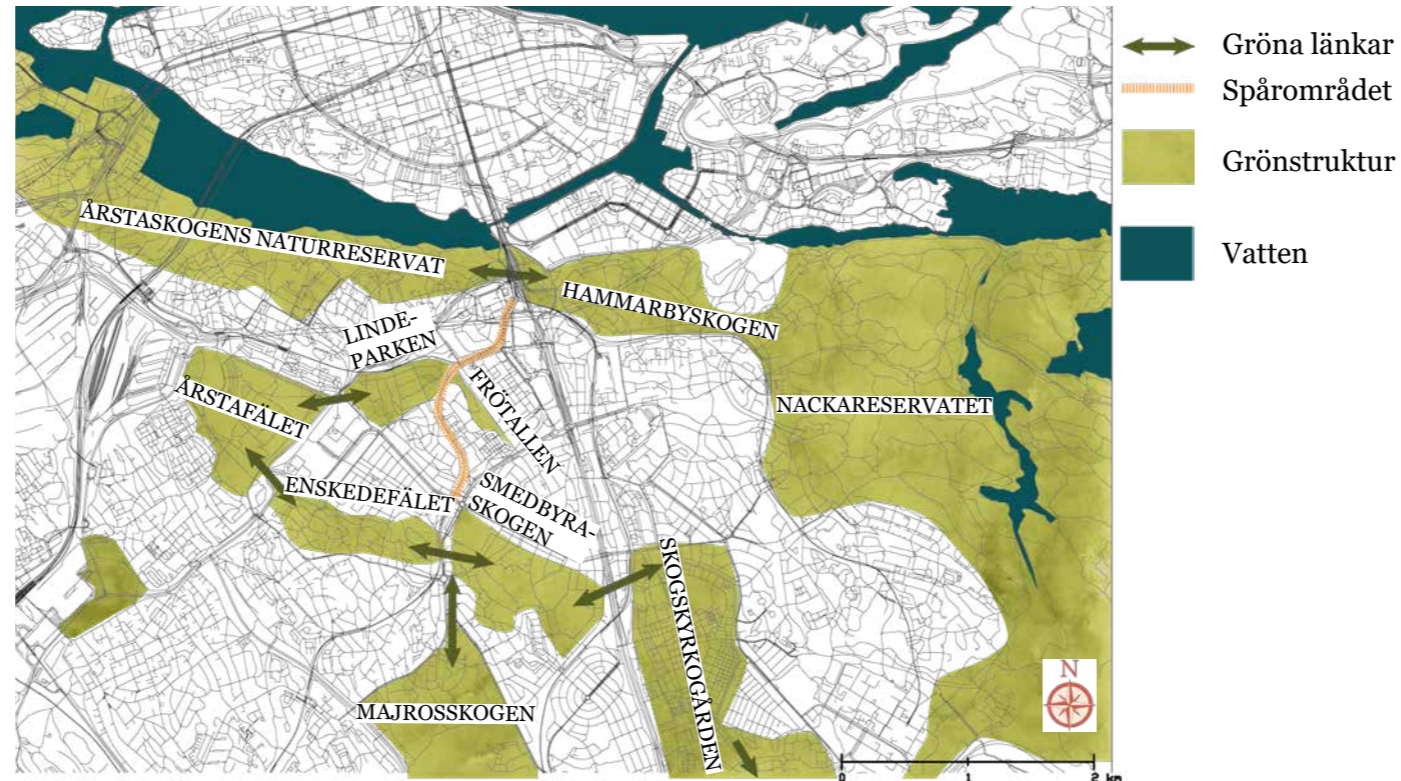 Gröna länkar
Spårområdet
Grönstruktur
Vatten
ÅRSTASKOGENS NATURRESERVAT
HAMMARBYSKOGEN
LINDE-
PARKEN
ÅRSTAFÄLET
FRÖTALLEN
NACKARESERVATET
ENSKEDEFÄLET
SMEDBYRA-
SKOGEN
SKOGSKYRKOGÅRDEN
MAJROSSKOGEN
N
0 1 2 km